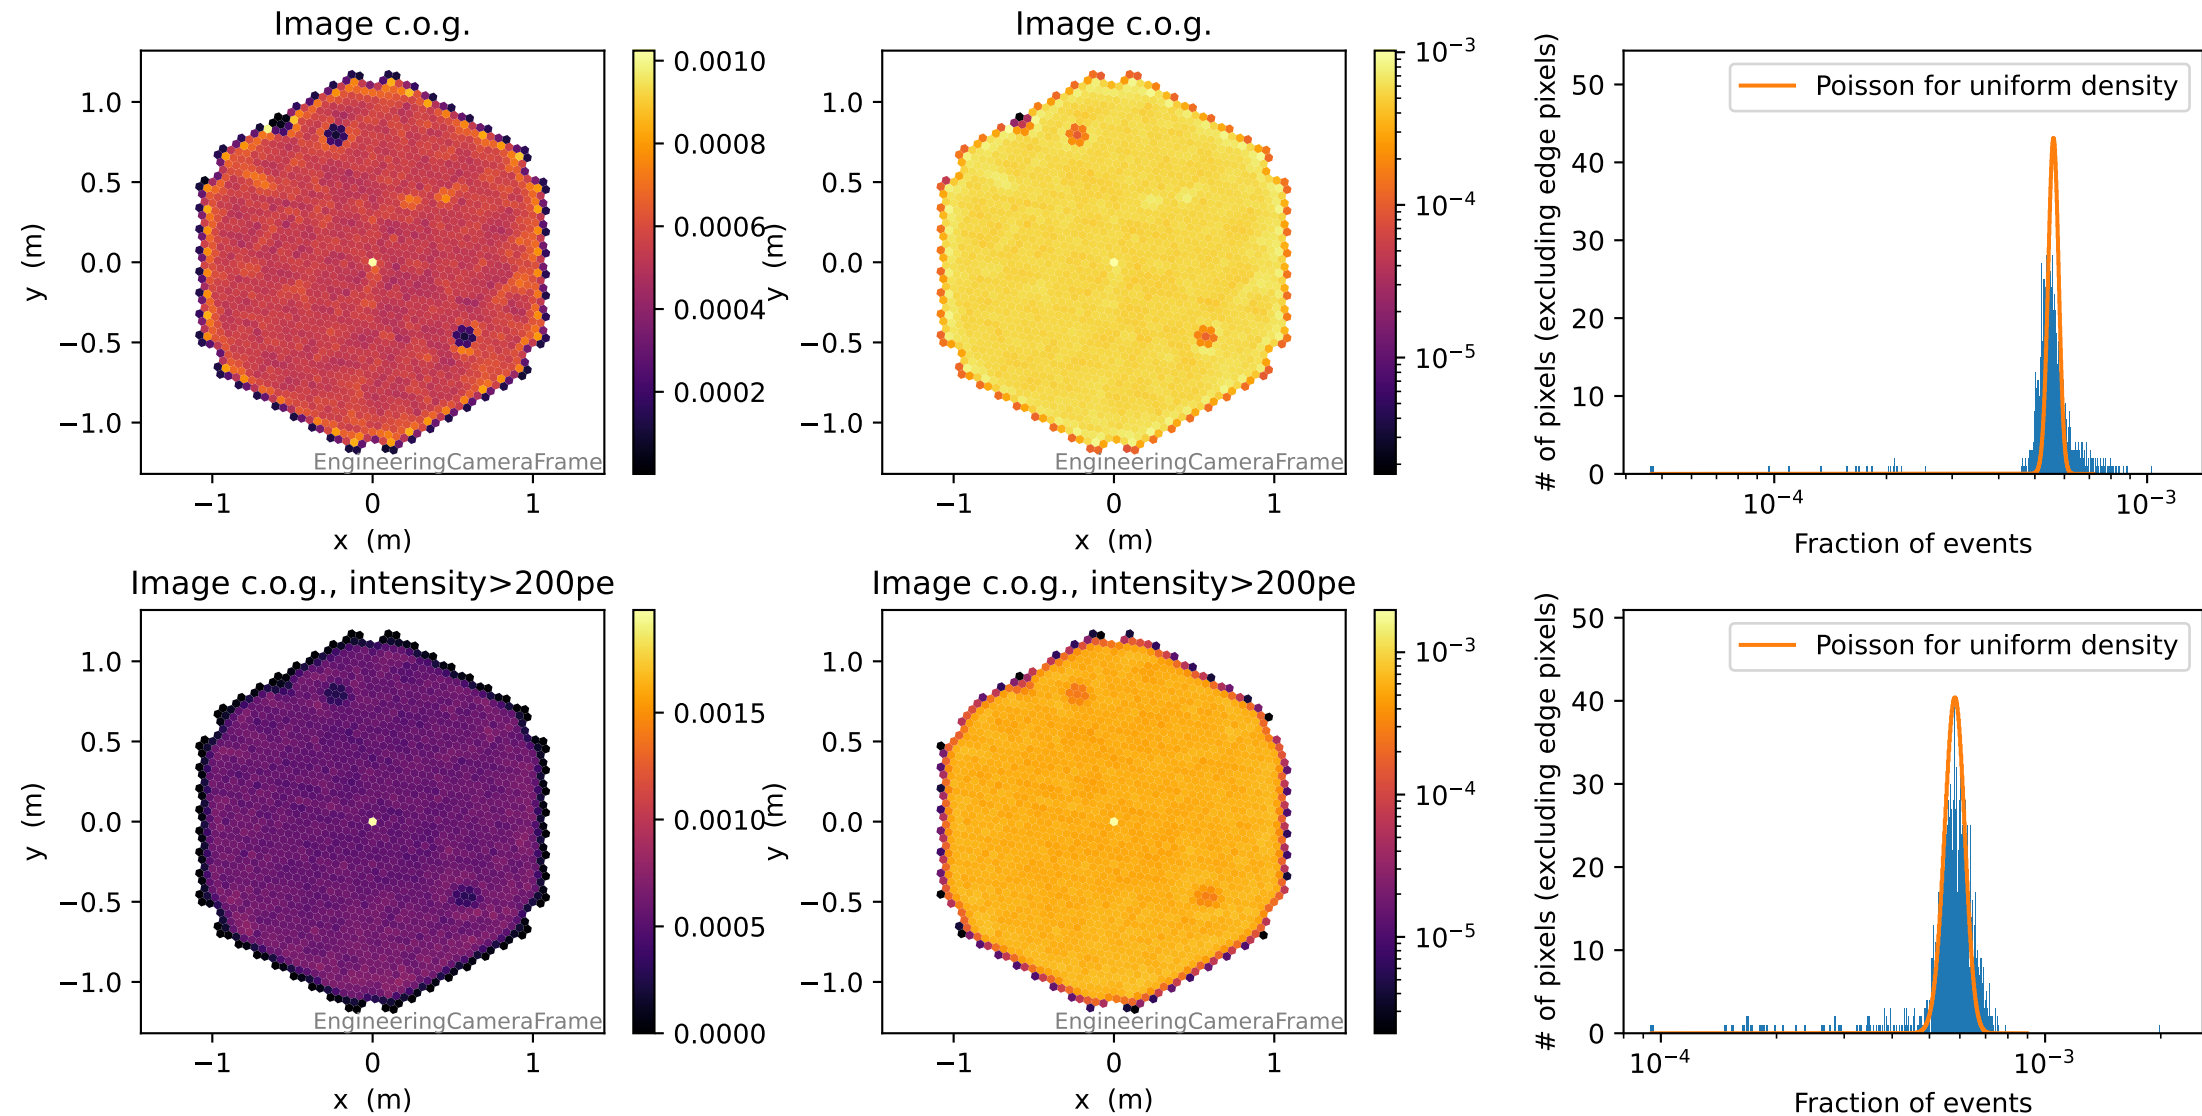 Image c.o.g.
1.0
0.5
0.0
−0.5
−1.0
y (m)
−1
0
1
x (m)
EngineeringCameraFrame
0.0010
0.0008
0.0006
0.0004
0.0002
Image c.o.g.
1.0
0.5
0.0
−0.5
−1.0
y (m)
−1
0
1
x (m)
EngineeringCameraFrame
10−3
10−4
10−5
50
40
30
20
10
0
# of pixels (excluding edge pixels)
Poisson for uniform density
10−4
10−3
Fraction of events
Image c.o.g., intensity>200pe
1.0
0.5
0.0
−0.5
−1.0
y (m)
−1
0
1
x (m)
EngineeringCameraFrame
0.0015
0.0010
0.0005
0.0000
Image c.o.g., intensity>200pe
1.0
0.5
0.0
−0.5
−1.0
y (m)
−1
0
1
x (m)
EngineeringCameraFrame
10−3
10−4
10−5
50
40
30
20
10
0
# of pixels (excluding edge pixels)
Poisson for uniform density
10−4
10−3
Fraction of events